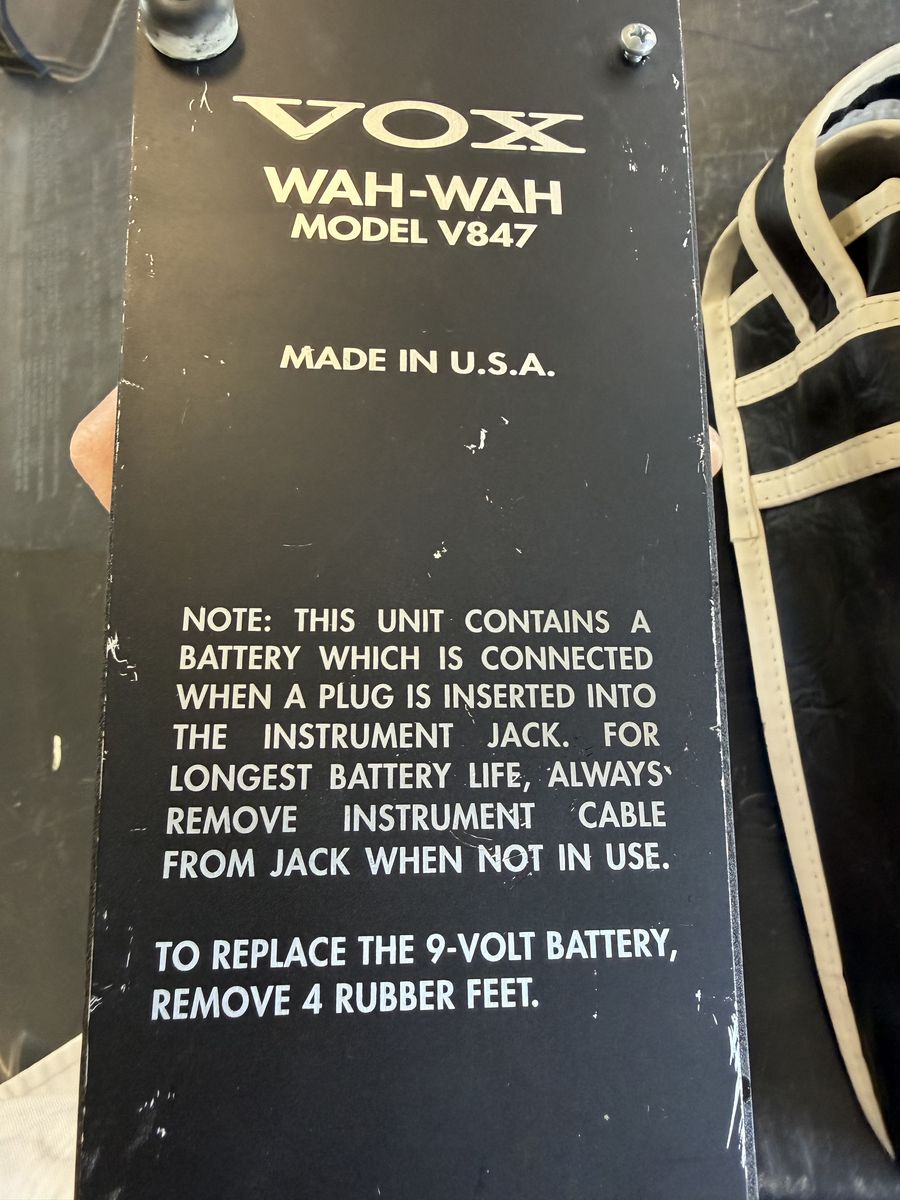 VOX
WAH-WAH
MODEL V847
MADE IN U.S.A.
NOTE: THIS UNIT CONTAINS A
BATTERY WHICH IS CONNECTED
WHEN A PLUG IS INSERTED INTO
THE INSTRUMENT JACK. FOR
LONGEST BATTERY LIFE, ALWAYS
REMOVE INSTRUMENT CABLE
FROM JACK WHEN NOT IN USE.
TO REPLACE THE 9-VOLT BATTERY,
REMOVE 4 RUBBER FEET.